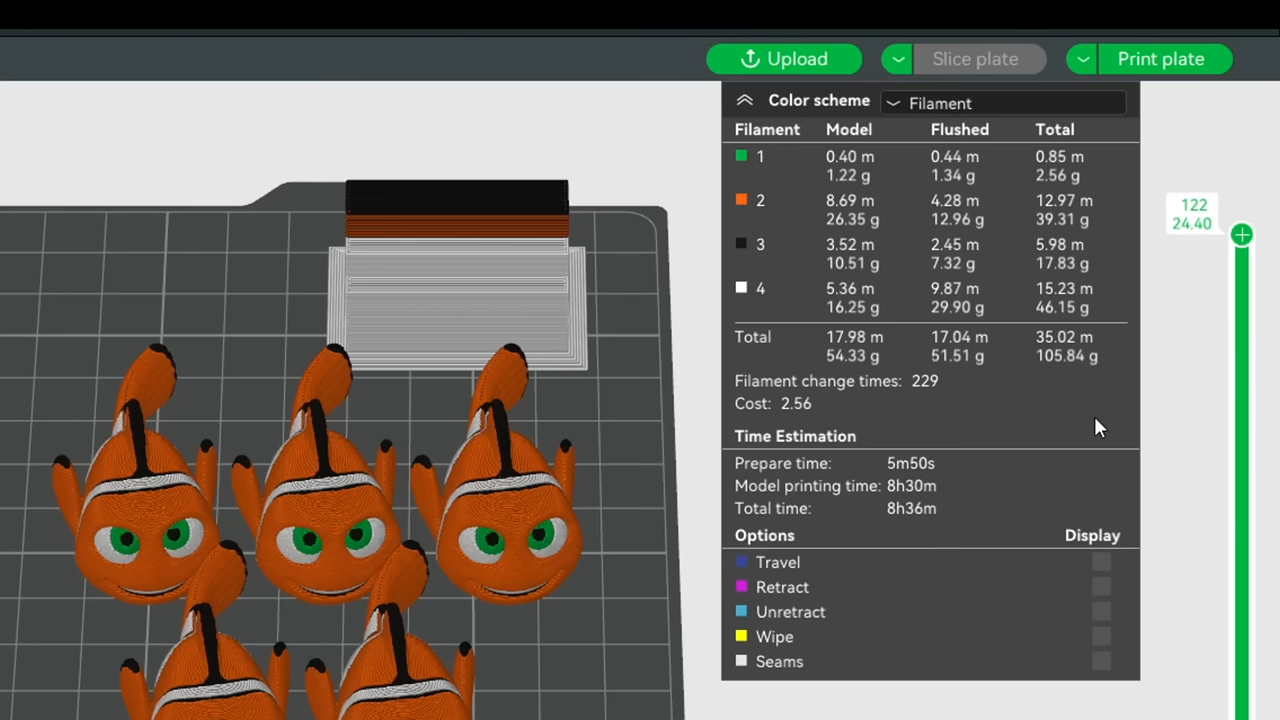 Upload Slice plate Print plate
Color scheme Filament
Filament Model Flushed Total
1 0.40 m 0.44 m 0.85 m
1.22 g 1.34 g 2.56 g
2 8.69 m 4.28 m 12.97 m
26.35 g 12.96 g 39.31 g
3 3.52 m 2.45 m 5.98 m
10.51 g 7.32 g 17.83 g
4 5.36 m 9.87 m 15.23 m
16.25 g 29.90 g 46.15 g
Total 17.98 m 17.04 m 35.02 m
54.33 g 51.51 g 105.84 g
Filament change times: 229
Cost: 2.56
Time Estimation
Prepare time: 5m50s
Model printing time: 8h30m
Total time: 8h36m
Options Display
Travel
Retract
Unretract
Wipe
Seams
122
24.40